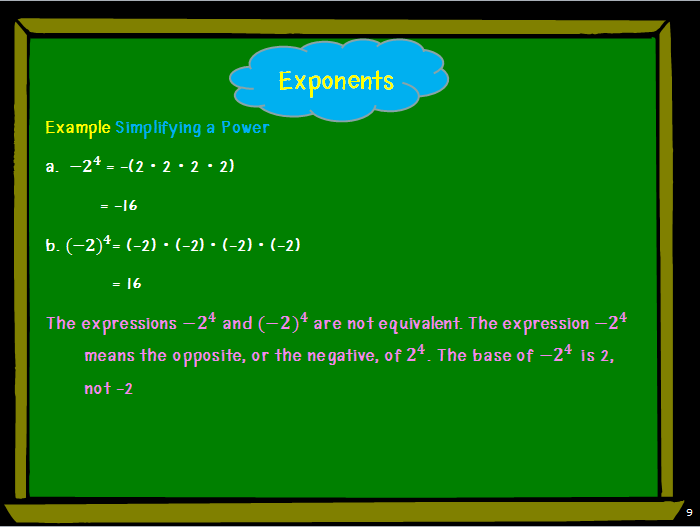 Exponents
Example Simplifying a Power
a. −2⁴ = -(2 • 2 • 2 • 2)
= -16
b. (−2)⁴= (-2) • (-2) • (-2) • (-2)
= 16
The expressions −2⁴ and (−2)⁴ are not equivalent. The expression −2⁴
means the opposite, or the negative, of 2⁴. The base of −2⁴ is 2,
not -2
9